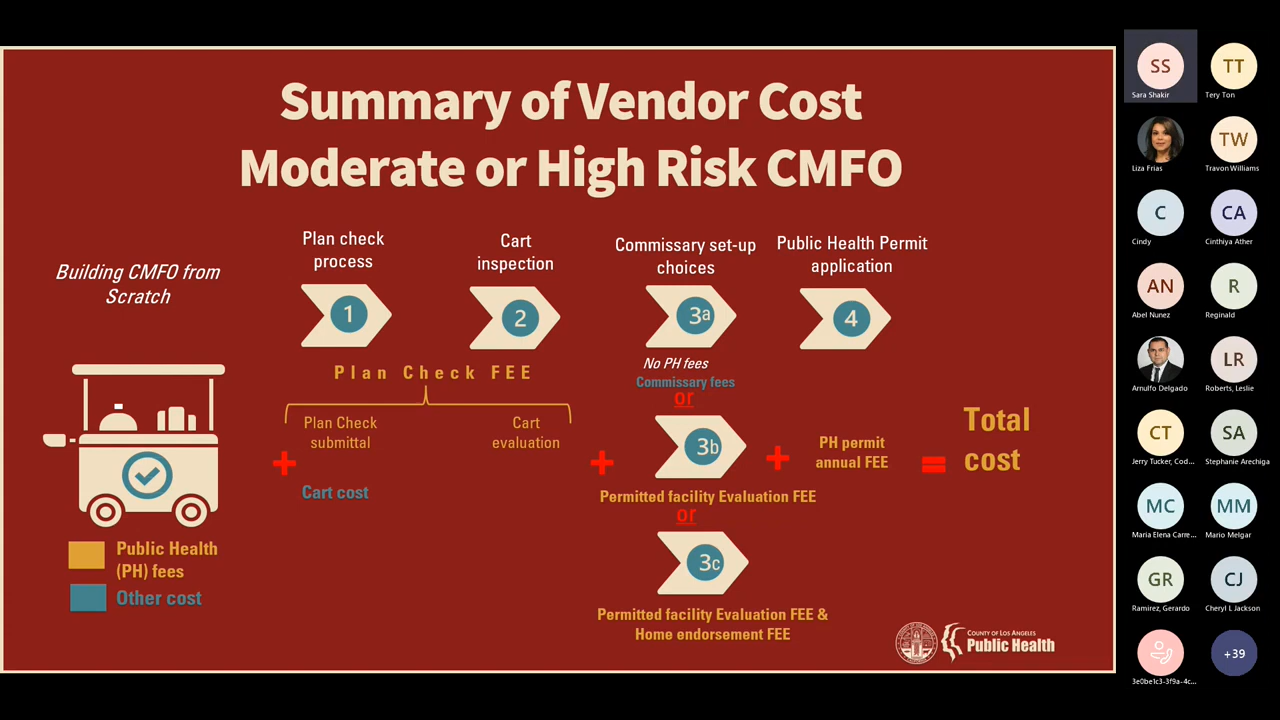 Summary of Vendor Cost
Moderate or High Risk CMFO
Building CMFO from
Scratch
Plan check
process
Cart
inspection
Commissary set-up
choices
Public Health Permit
application
1
2
3a
4
Plan Check FEE
No PH fees
Commissary fees
or
Plan Check
submittal
Cart
evaluation
+
Cart cost
+
3b
Permitted facility Evaluation FEE
or
3c
Permitted facility Evaluation FEE &
Home endorsement FEE
+
PH permit
annual FEE
=
Total
cost
Public Health
(PH) fees
Other cost
County of Los Angeles
Public Health
SS
Sara Shakir
TT
Tery Ton
Liza Frias
TW
Travon Williams
C
Cindy
CA
Cinthiya Ather
AN
Abel Nunez
R
Reginald
Arnulfo Delgado
LR
Roberts, Leslie
CT
Jerry Tucker, Cod...
SA
Stephanie Arechiga
MC
Maria Elena Carre...
MM
Mario Melgar
GR
Ramirez, Gerardo
CJ
Cheryl L Jackson
3e0be1c3-3f9a-4c...
+39